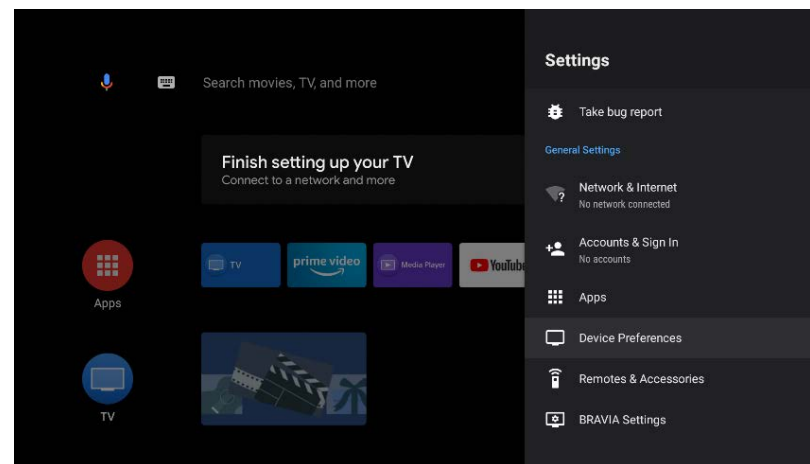 Search movies, TV, and more
Finish setting up your TV
Connect to a network and more
TV
prime video
Media Player
YouTube
Apps
TV
Settings
Take bug report
General Settings
?
Network & Internet
No network connected
Accounts & Sign In
No accounts
Apps
Device Preferences
Remotes & Accessories
BRAVIA Settings